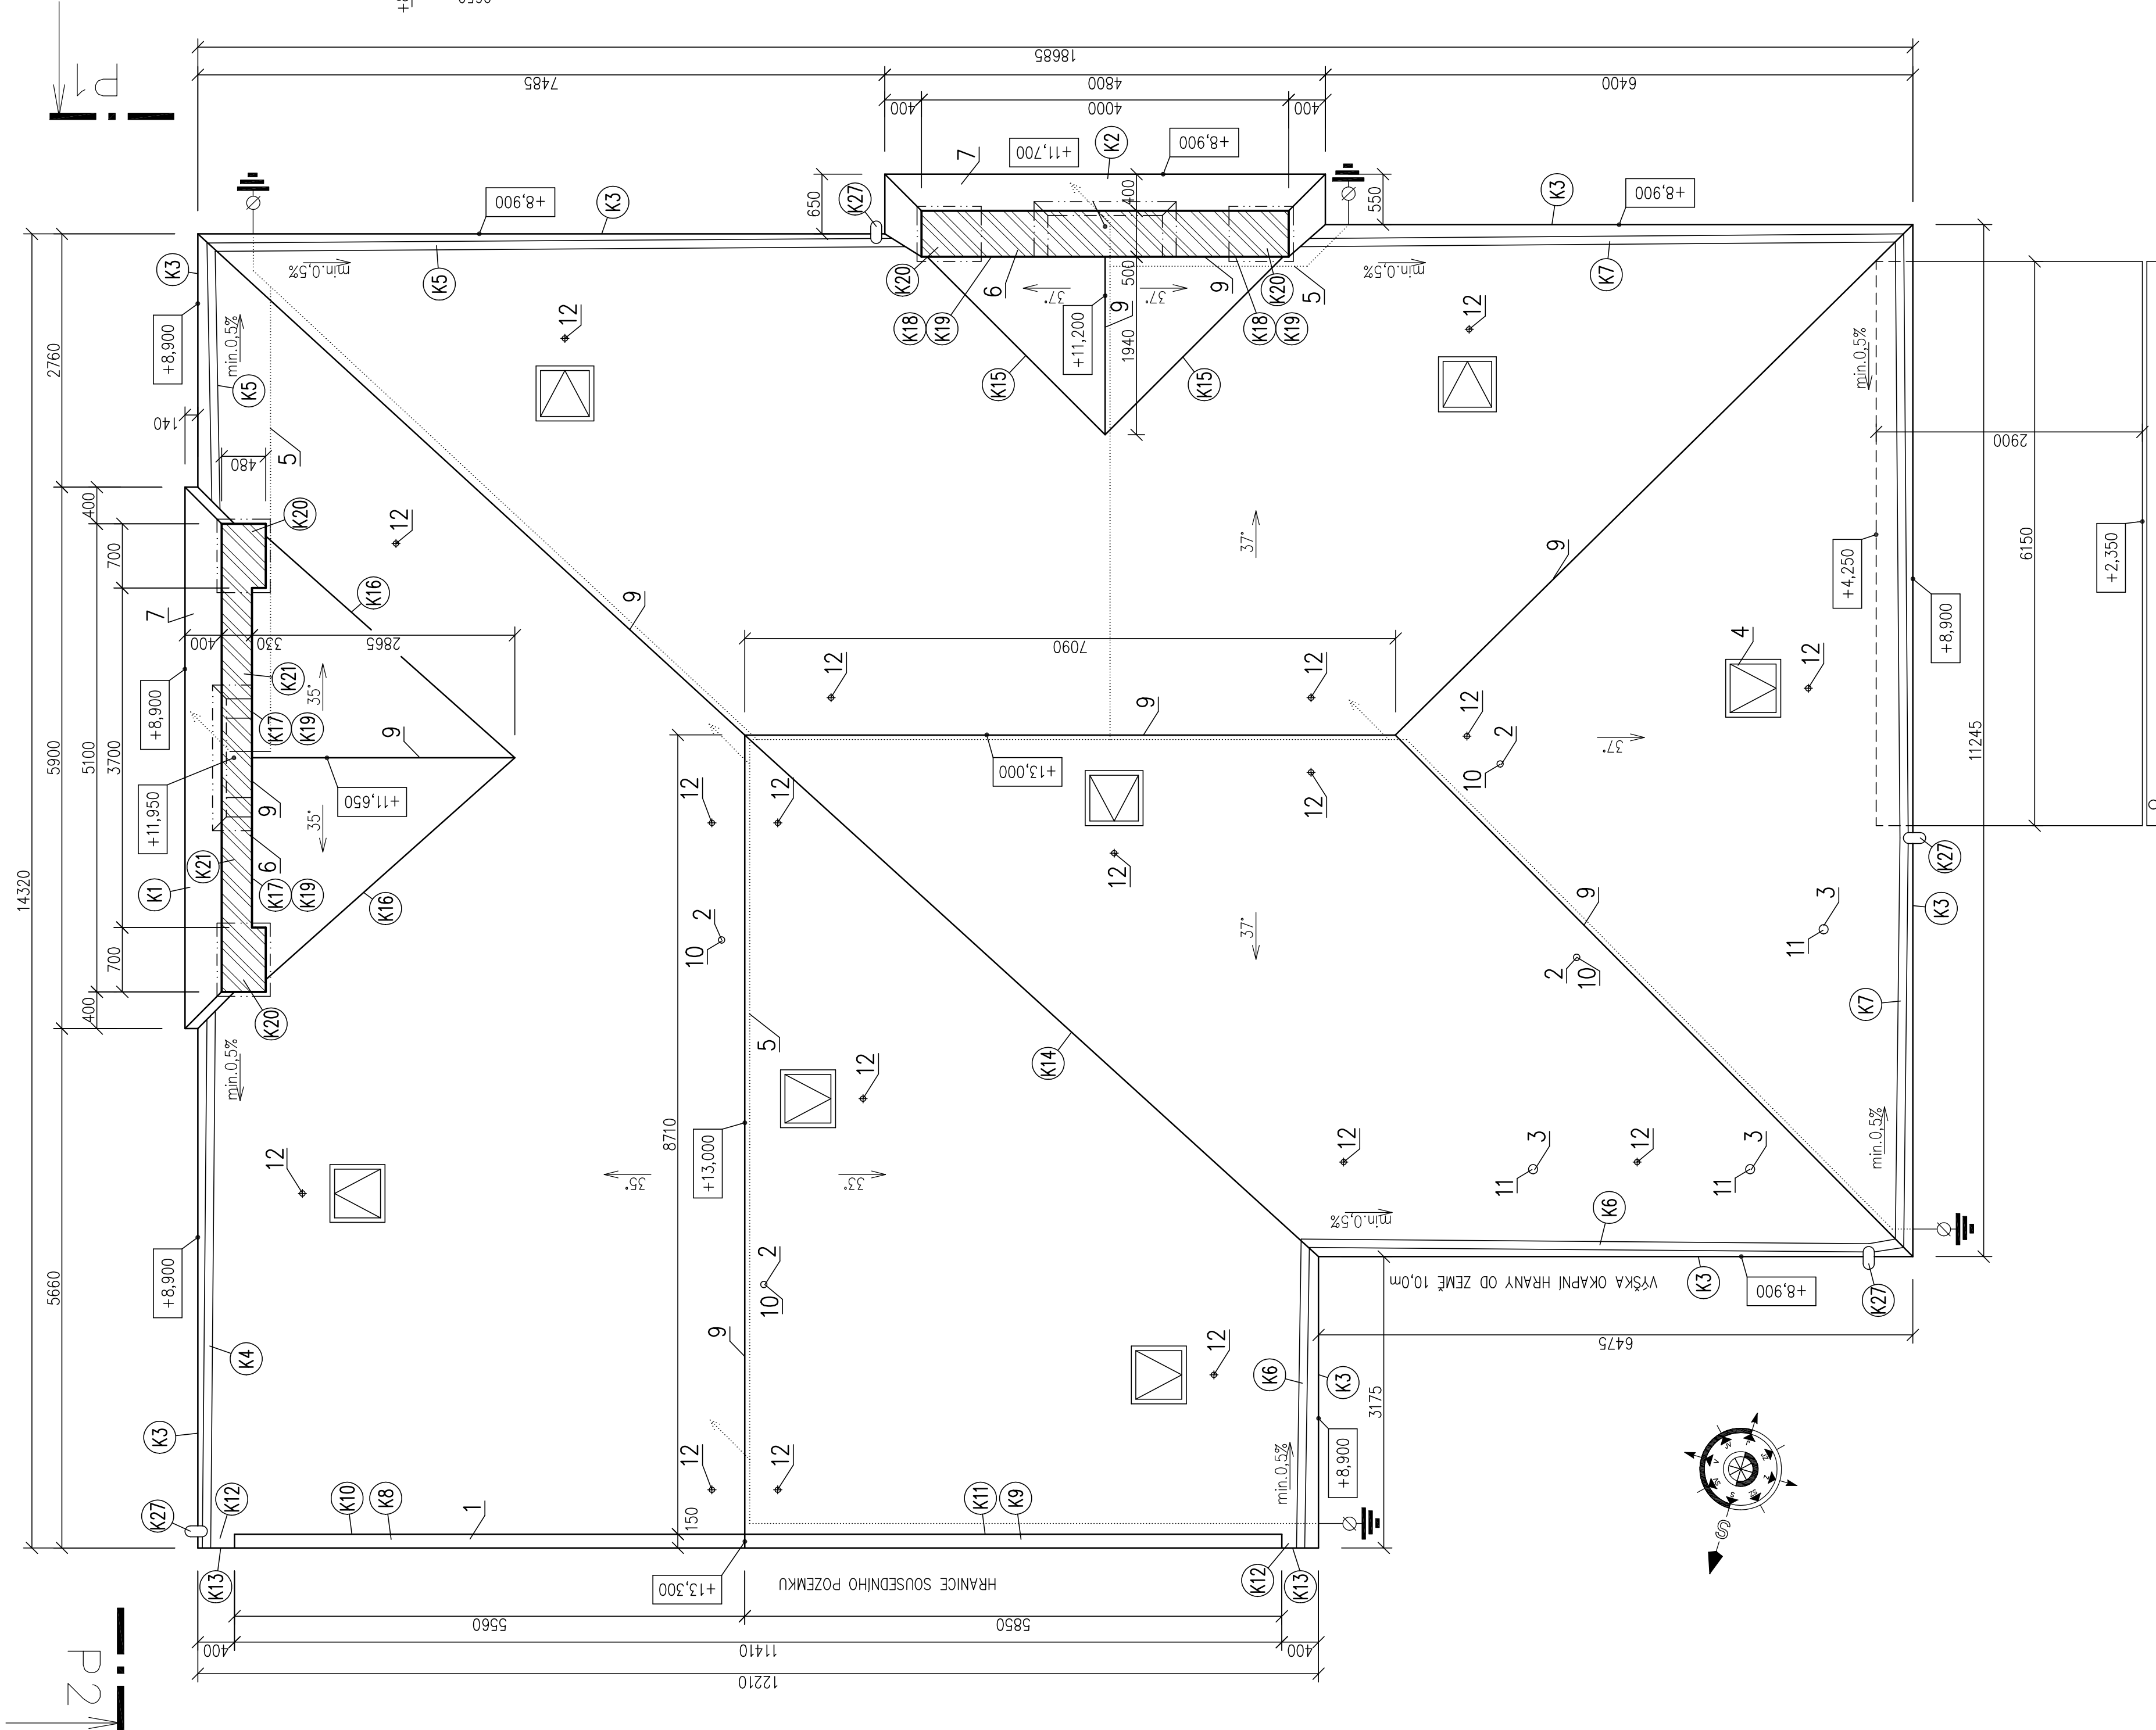 P1
18685
7485
4800
6400
400
4000
400
7
+11,700
K2
+8,900
650
K27
400
550
K3
+8,900
+8,900
K3
K3
min.0,5%
K5
K20
6
500
9
K20
5
min.0,5%
K7
37°
37°
+8,900
min.0,5%
K5
12
K18
K19
+11,200
9
1940
K18
K19
12
min.0,5%
2760
140
K15
K15
480
5
2900
400
K20
12
37°
9
6150
700
+4,250
+2,350
K16
+8,900
7
9
400
330
2865
7090
4
12
K21
35°
12
12
12
+8,900
K17
K19
9
9
2
10
37°
11245
5900
5100
3700
+11,950
9
+11,650
12
12
+13,000
12
14320
35°
K21
6
K1
K17
K19
K16
12
K27
2
10
37°
9
3
11
K3
700
2
10
400
K20
5
K14
K7
min.0,5%
12
8710
12
+13,000
12
3
11
12
3
11
min.0,5%
35°
33°
min.0,5%
K6
+8,900
5660
2
10
VÝŠKA OKAPNÍ HRANY OD ZEMĚ 10,0m
K3
+8,900
K27
K4
9
12
K6
K3
6475
3175
K3
12
12
min.0,5%
+8,900
K27
K12
K10
K8
1
150
K11
K9
S
K13
+13,300
HRANICE SOUSEDNÍHO POZEMKU
K12
K13
5560
5850
400
11410
400
12210
P2